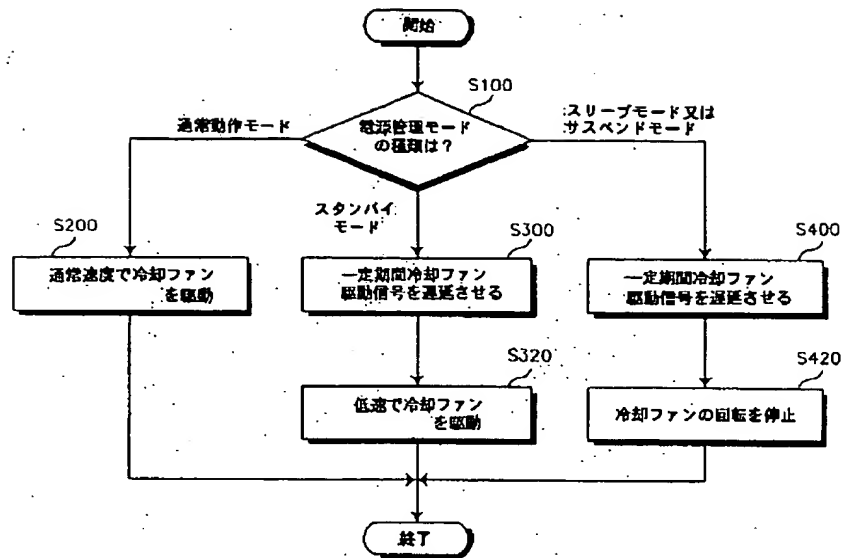 開始
S100
電源管理モード
の種類は?
通常動作モード
スリープモード又は
サスペンドモード
スタンバイ
モード
S200
通常速度で冷却ファン
を駆動
S300
一定期間冷却ファン
駆動信号を遅延させる
S400
一定期間冷却ファン
駆動信号を遅延させる
S320
低速で冷却ファン
を駆動
S420
冷却ファンの回転を停止
終了